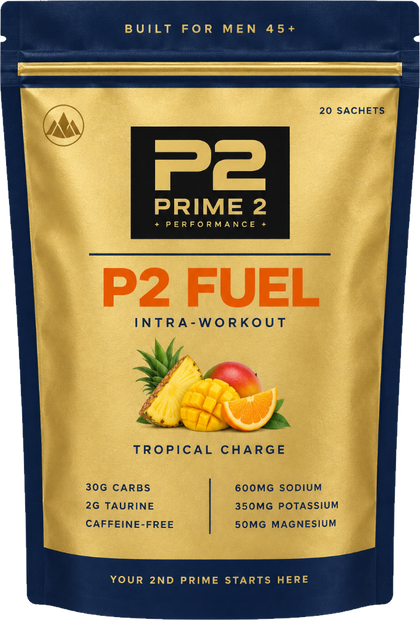 BUILT FOR MEN 45+
20 SACHETS
P2
PRIME 2
+ PERFORMANCE +
P2 FUEL
INTRA-WORKOUT
TROPICAL CHARGE
30G CARBS
2G TAURINE
CAFFEINE-FREE
600MG SODIUM
350MG POTASSIUM
50MG MAGNESIUM
YOUR 2ND PRIME STARTS HERE